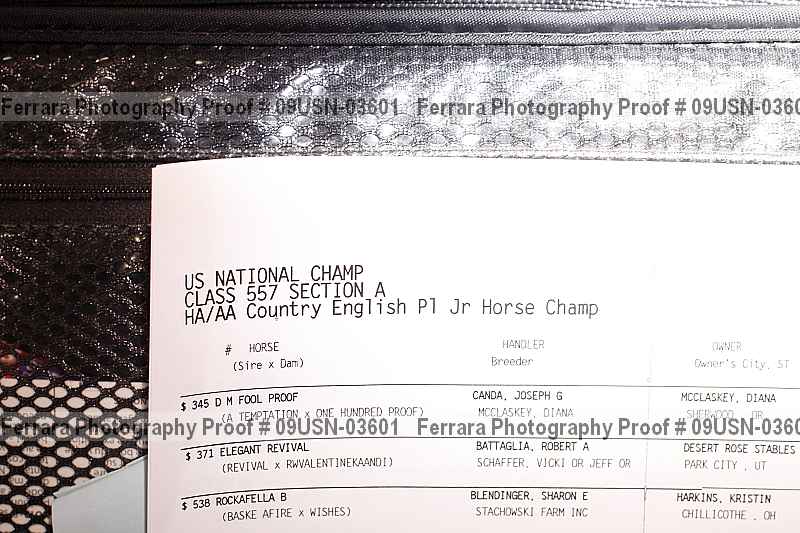 Ferrara Photography Proof # 09USN-03601 Ferrara Photography Proof # 09USN-0360
US NATIONAL CHAMP
CLASS 557 SECTION A
HA/AA Country English Pl Jr Horse Champ
# HORSE HANDLER OWNER
(Sire x Dam) Breeder Owner's City, ST
$ 345 D M FOOL PROOF CANDA, JOSEPH G MCCLASKEY, DIANA
(A TEMPTATION x ONE HUNDRED PROOF) MCCLASKEY, DIANA SHERWOOD , OR
Ferrara Photography Proof # 09USN-03601 Ferrara Photography Proof # 09USN-0360
$ 371 ELEGANT REVIVAL BATTAGLIA, ROBERT A DESERT ROSE STABLES
(REVIVAL x RWVALENTINEKAANDI) SCHAFFER, VICKI OR JEFF OR PARK CITY , UT
$ 538 ROCKAFELLA B BLENDINGER, SHARON E HARKINS, KRISTIN
(BASKE AFIRE x WISHES) STACHOWSKI FARM INC CHILLICOTHE , OH